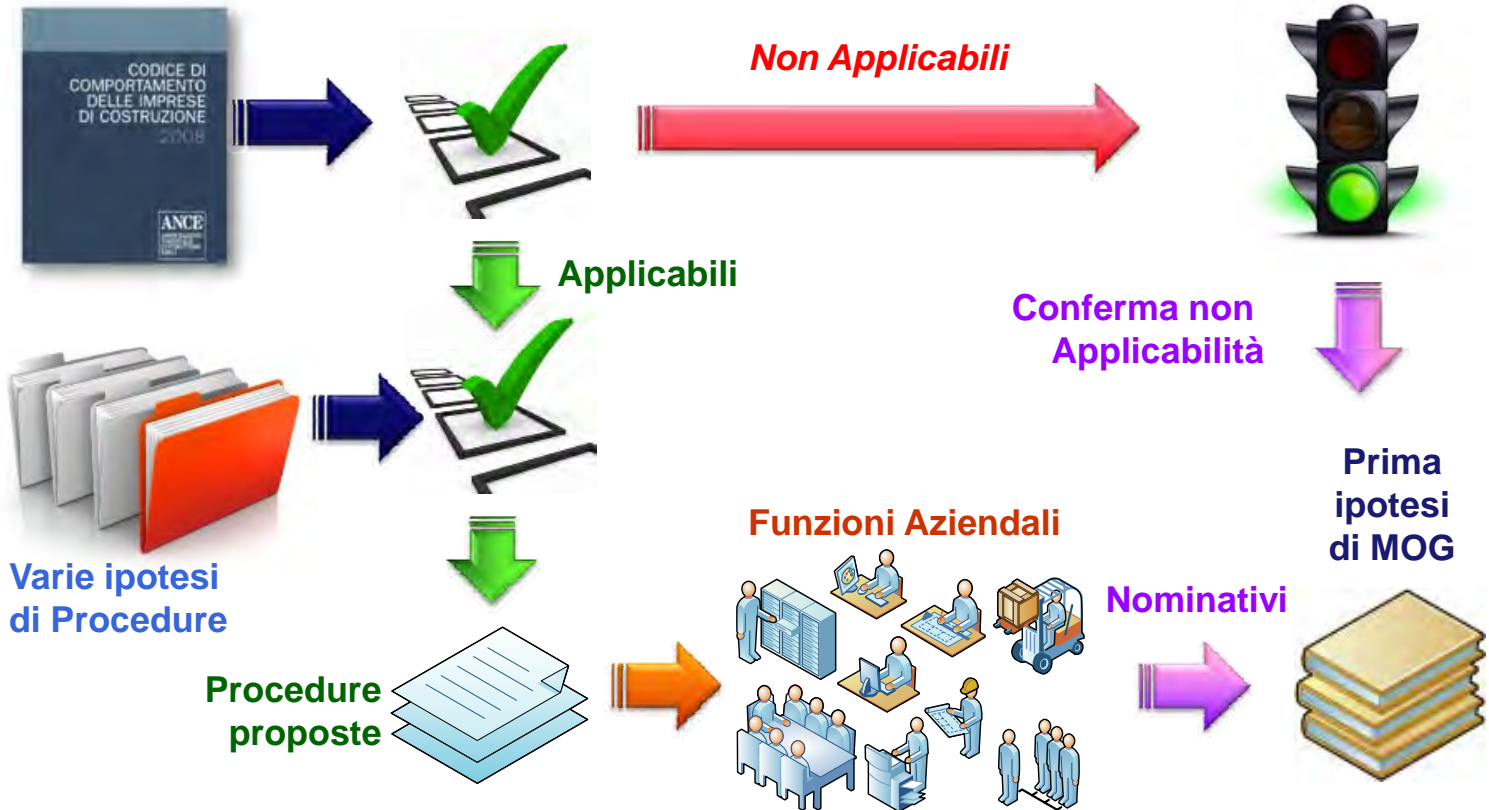 CODICE DI
COMPORTAMENTO
DELLE IMPRESE
DI COSTRUZIONE
2008
ANCE
Non Applicabili
Applicabili
Conferma non
Applicabilità
Varie ipotesi
di Procedure
Procedure
proposte
Funzioni Aziendali
Nominativi
Prima
ipotesi
di MOG